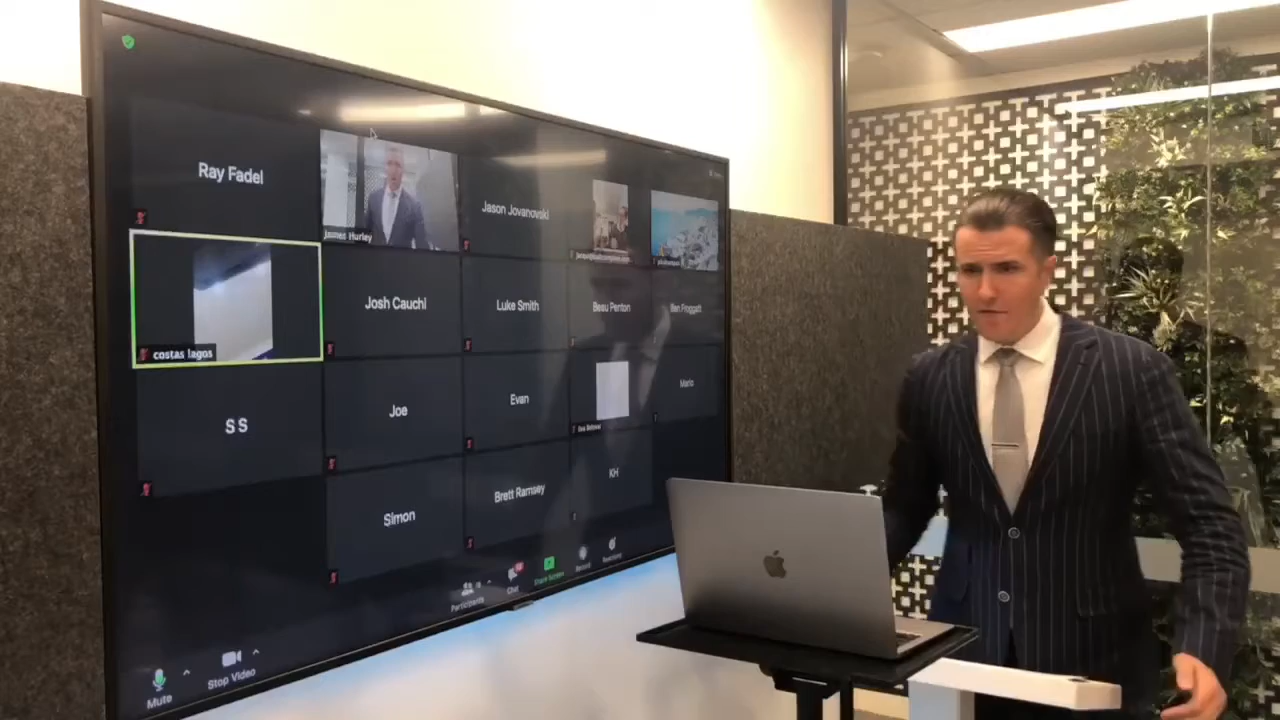 Ray Fadel
James Hurley
Jason Jovanovski
costas lagos
Josh Cauchi
Luke Smith
Beau Penton
Ben Froggatt
S S
Joe
Evan
Mario
Simon
Brett Ramsey
KH
Mute
Stop Video
Participants
Chat
Share Screen
Record
Reactions